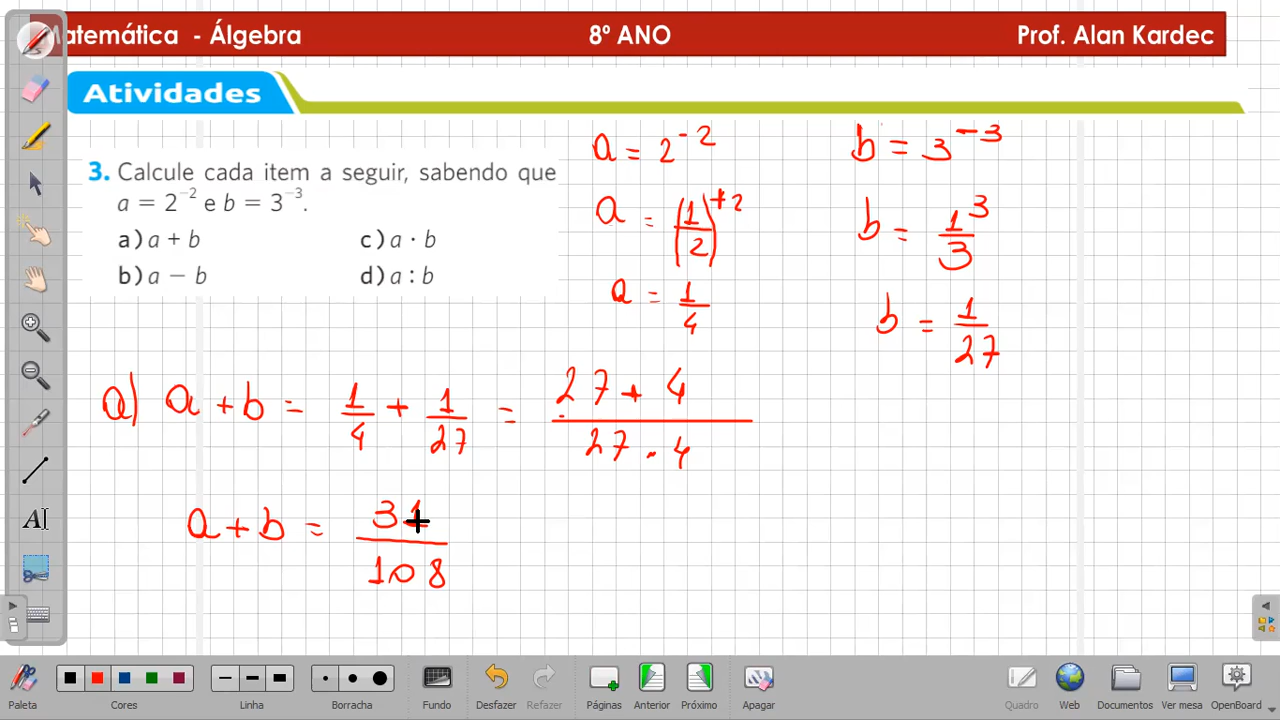 Matemática - Álgebra 8º ANO Prof. Alan Kardec
Atividades
3. Calcule cada item a seguir, sabendo que
a = 2⁻² e b = 3⁻³.
a) a + b c) a · b
b) a − b d) a : b
a = 2⁻² b = 3⁻³
a = (1/2)⁺² b = 1³/3
a = 1/4 b = 1/27
a) a + b = 1/4 + 1/27 = 27 + 4 / 27 . 4
a + b = 31/108
A
Paleta Cores Linha Borracha Fundo Desfazer Refazer Páginas Anterior Próximo Apagar Quadro Web Documentos Ver mesa OpenBoard